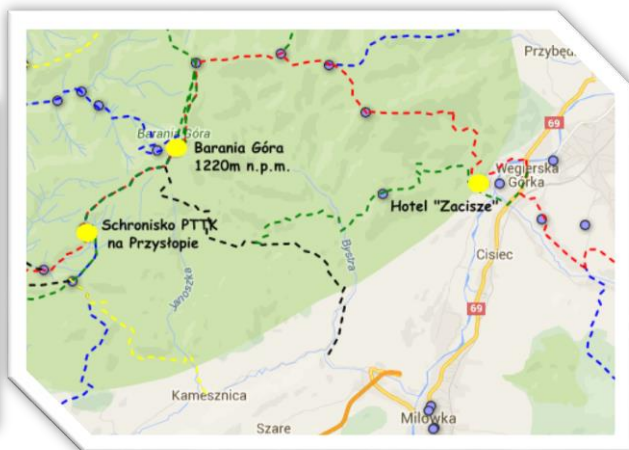 Przybęd
69
Barania Góra
Barania Góra
1220m n.p.m.
Węgierska
Górka
Hotel "Zacisze"
Schronisko PTTK
na Przysłopie
Bystra
Cisiec
Janoszka
69
Kamesznica
Szare
Milówka